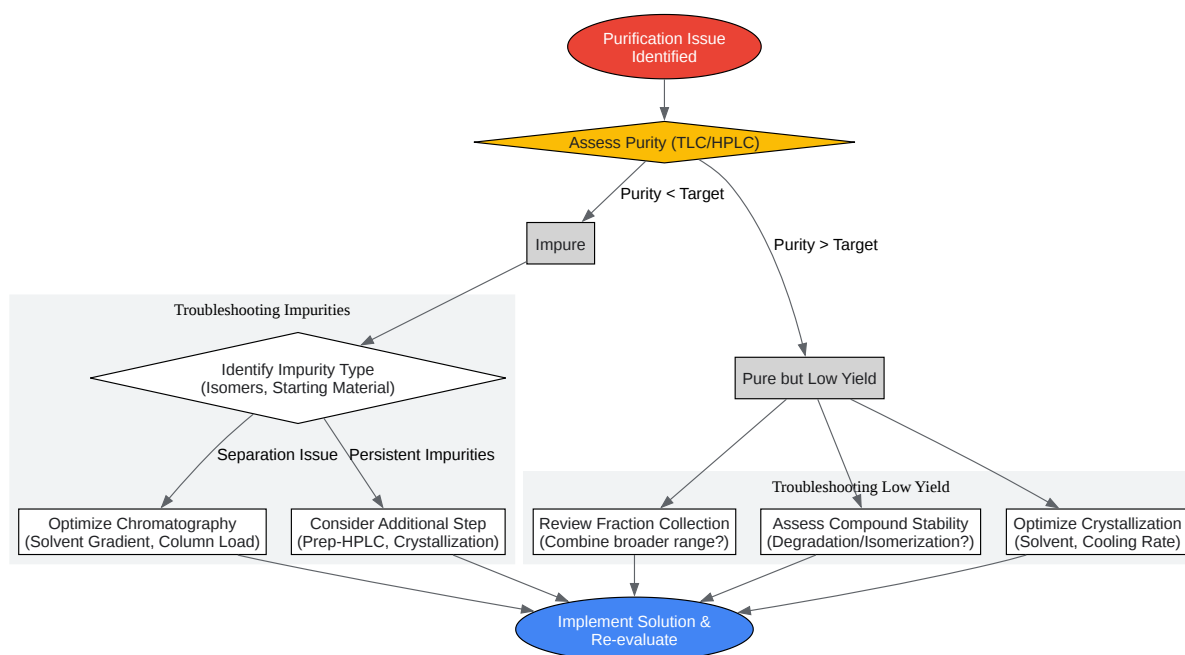 Purification Issue
Identified
Assess Purity (TLC/HPLC)
Purity < Target
Impure
Purity > Target
Troubleshooting Impurities
Identify Impurity Type
(Isomers, Starting Material)
Pure but Low Yield
Separation Issue
Persistent Impurities
Troubleshooting Low Yield
Optimize Chromatography
(Solvent Gradient, Column Load)
Consider Additional Step
(Prep-HPLC, Crystallization)
Review Fraction Collection
(Combine broader range?)
Assess Compound Stability
(Degradation/Isomerization?)
Optimize Crystallization
(Solvent, Cooling Rate)
Implement Solution &
Re-evaluate